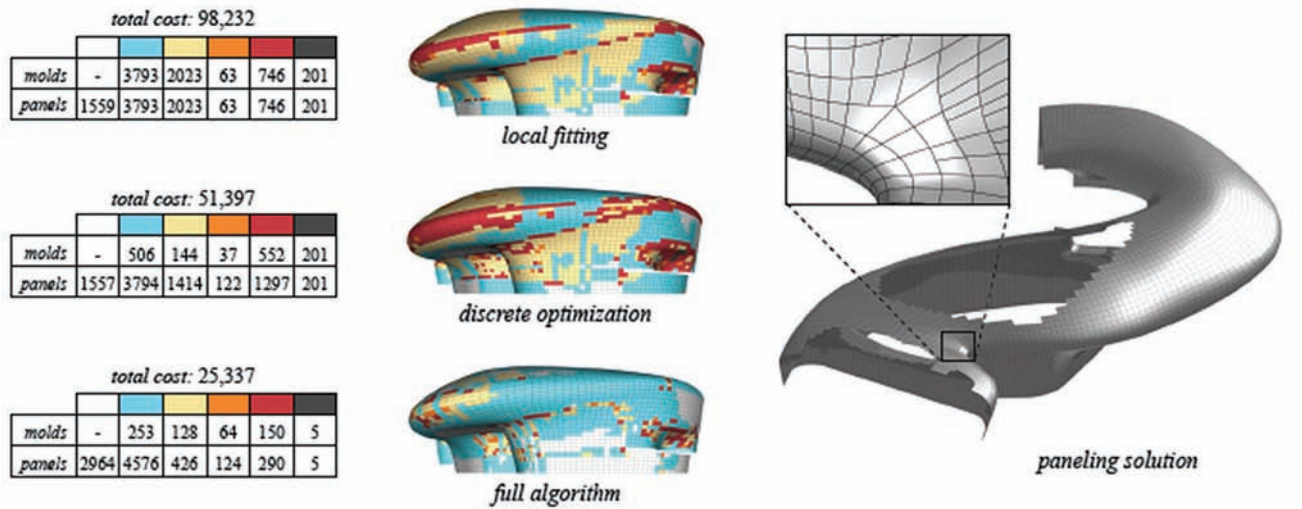 total cost: 98,232
molds - 3793 2023 63 746 201
panels 1559 3793 2023 63 746 201
local fitting
total cost: 51,397
molds - 506 144 37 552 201
panels 1557 3794 1414 122 1297 201
discrete optimization
total cost: 25,337
molds - 253 128 64 150 5
panels 2964 4576 426 124 290 5
full algorithm
paneling solution